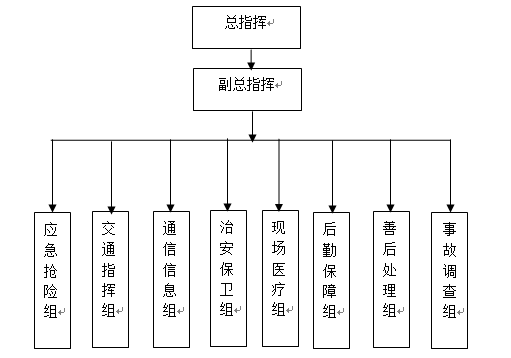 总指挥
副总指挥
应急抢险组
交通指挥组
通信信息组
治安保卫组
现场医疗组
后勤保障组
善后处理组
事故调查组